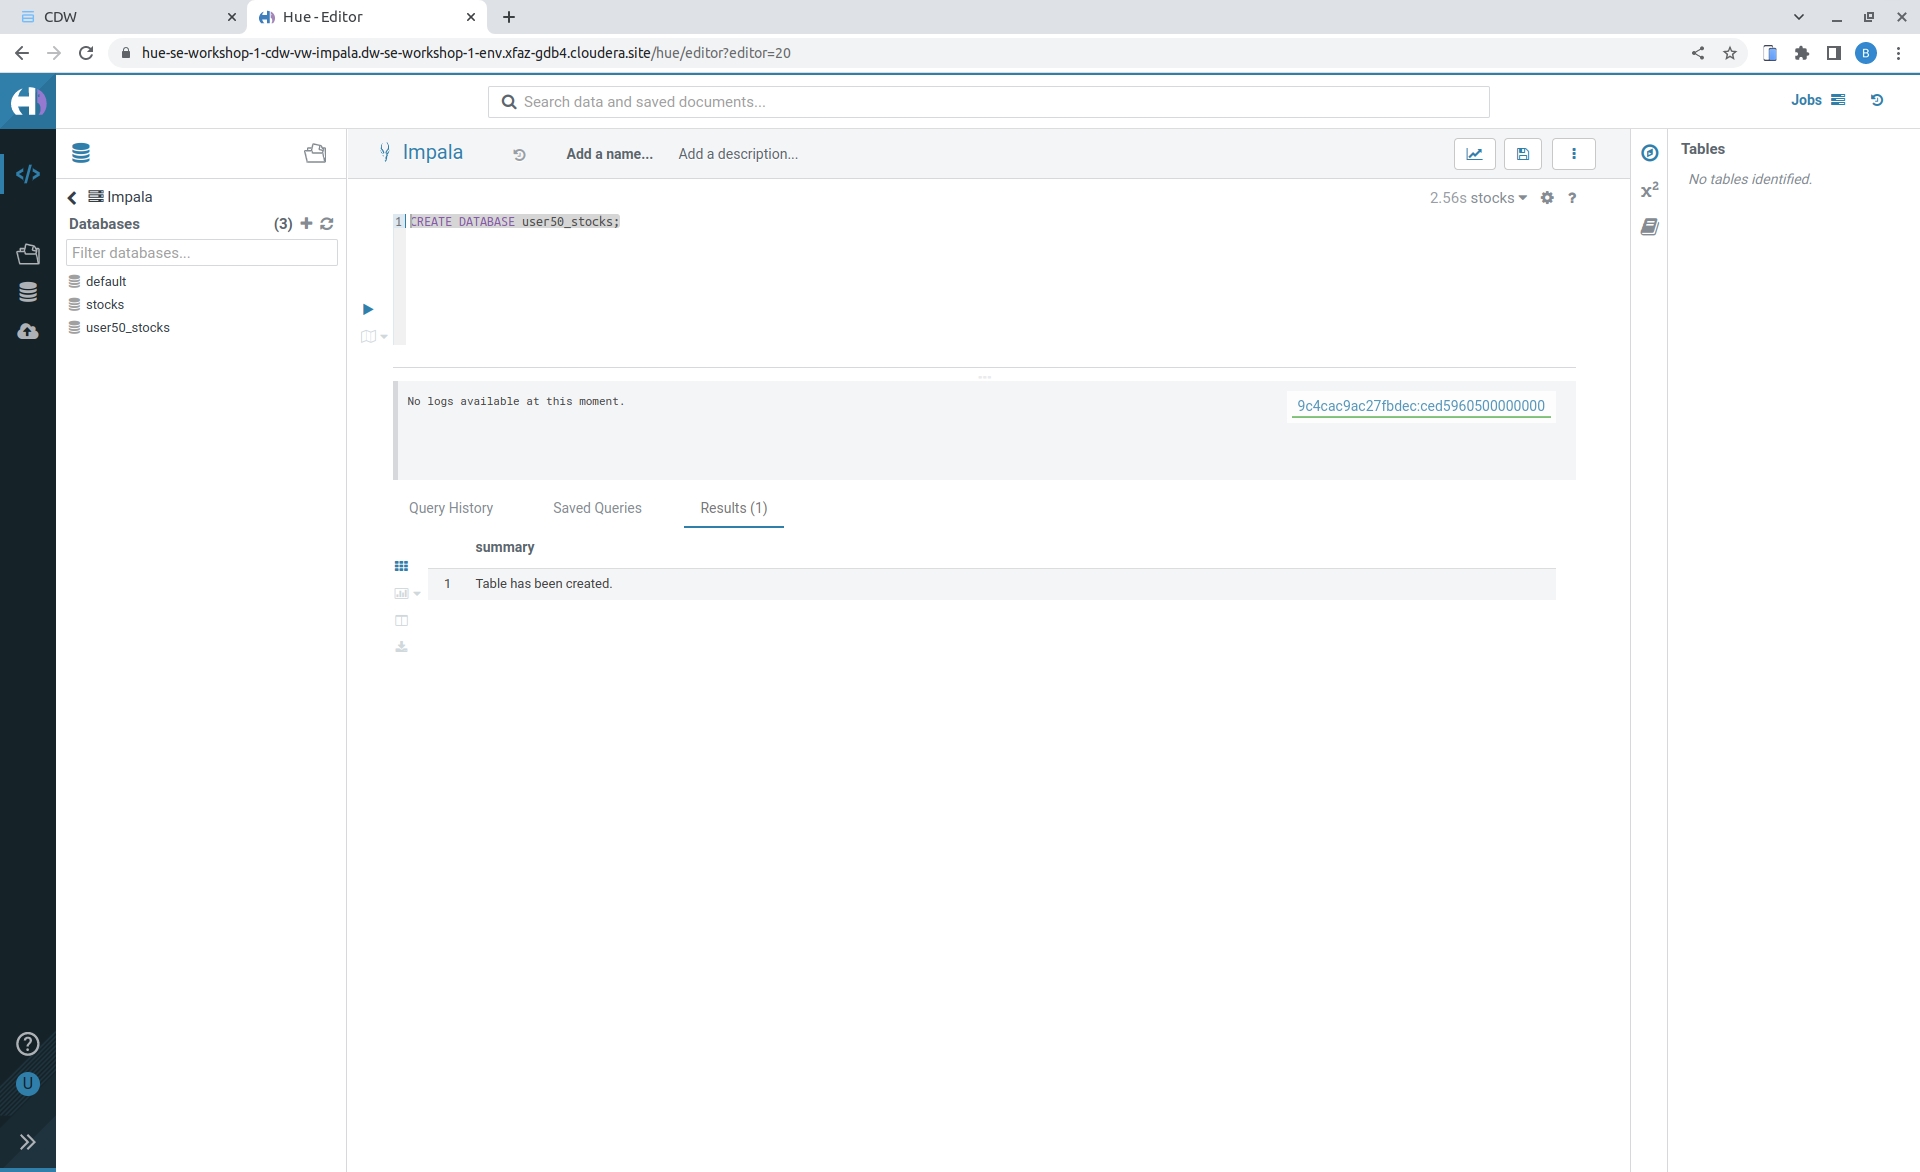 CDW
Hue - Editor
hue-se-workshop-1-cdw-vw-impala.dw-se-workshop-1-env.xfaz-gdb4.cloudera.site/hue/editor?editor=20
B
Search data and saved documents...
Jobs
Impala
Add a name...
Add a description...
Tables
No tables identified.
Impala
Databases (3)
Filter databases...
default
stocks
user50_stocks
2.56s stocks
?
x²
1 CREATE DATABASE user50_stocks;
No logs available at this moment.
9c4cac9ac27fbdec:ced5960500000000
Query History
Saved Queries
Results (1)
summary
1 Table has been created.
?
U